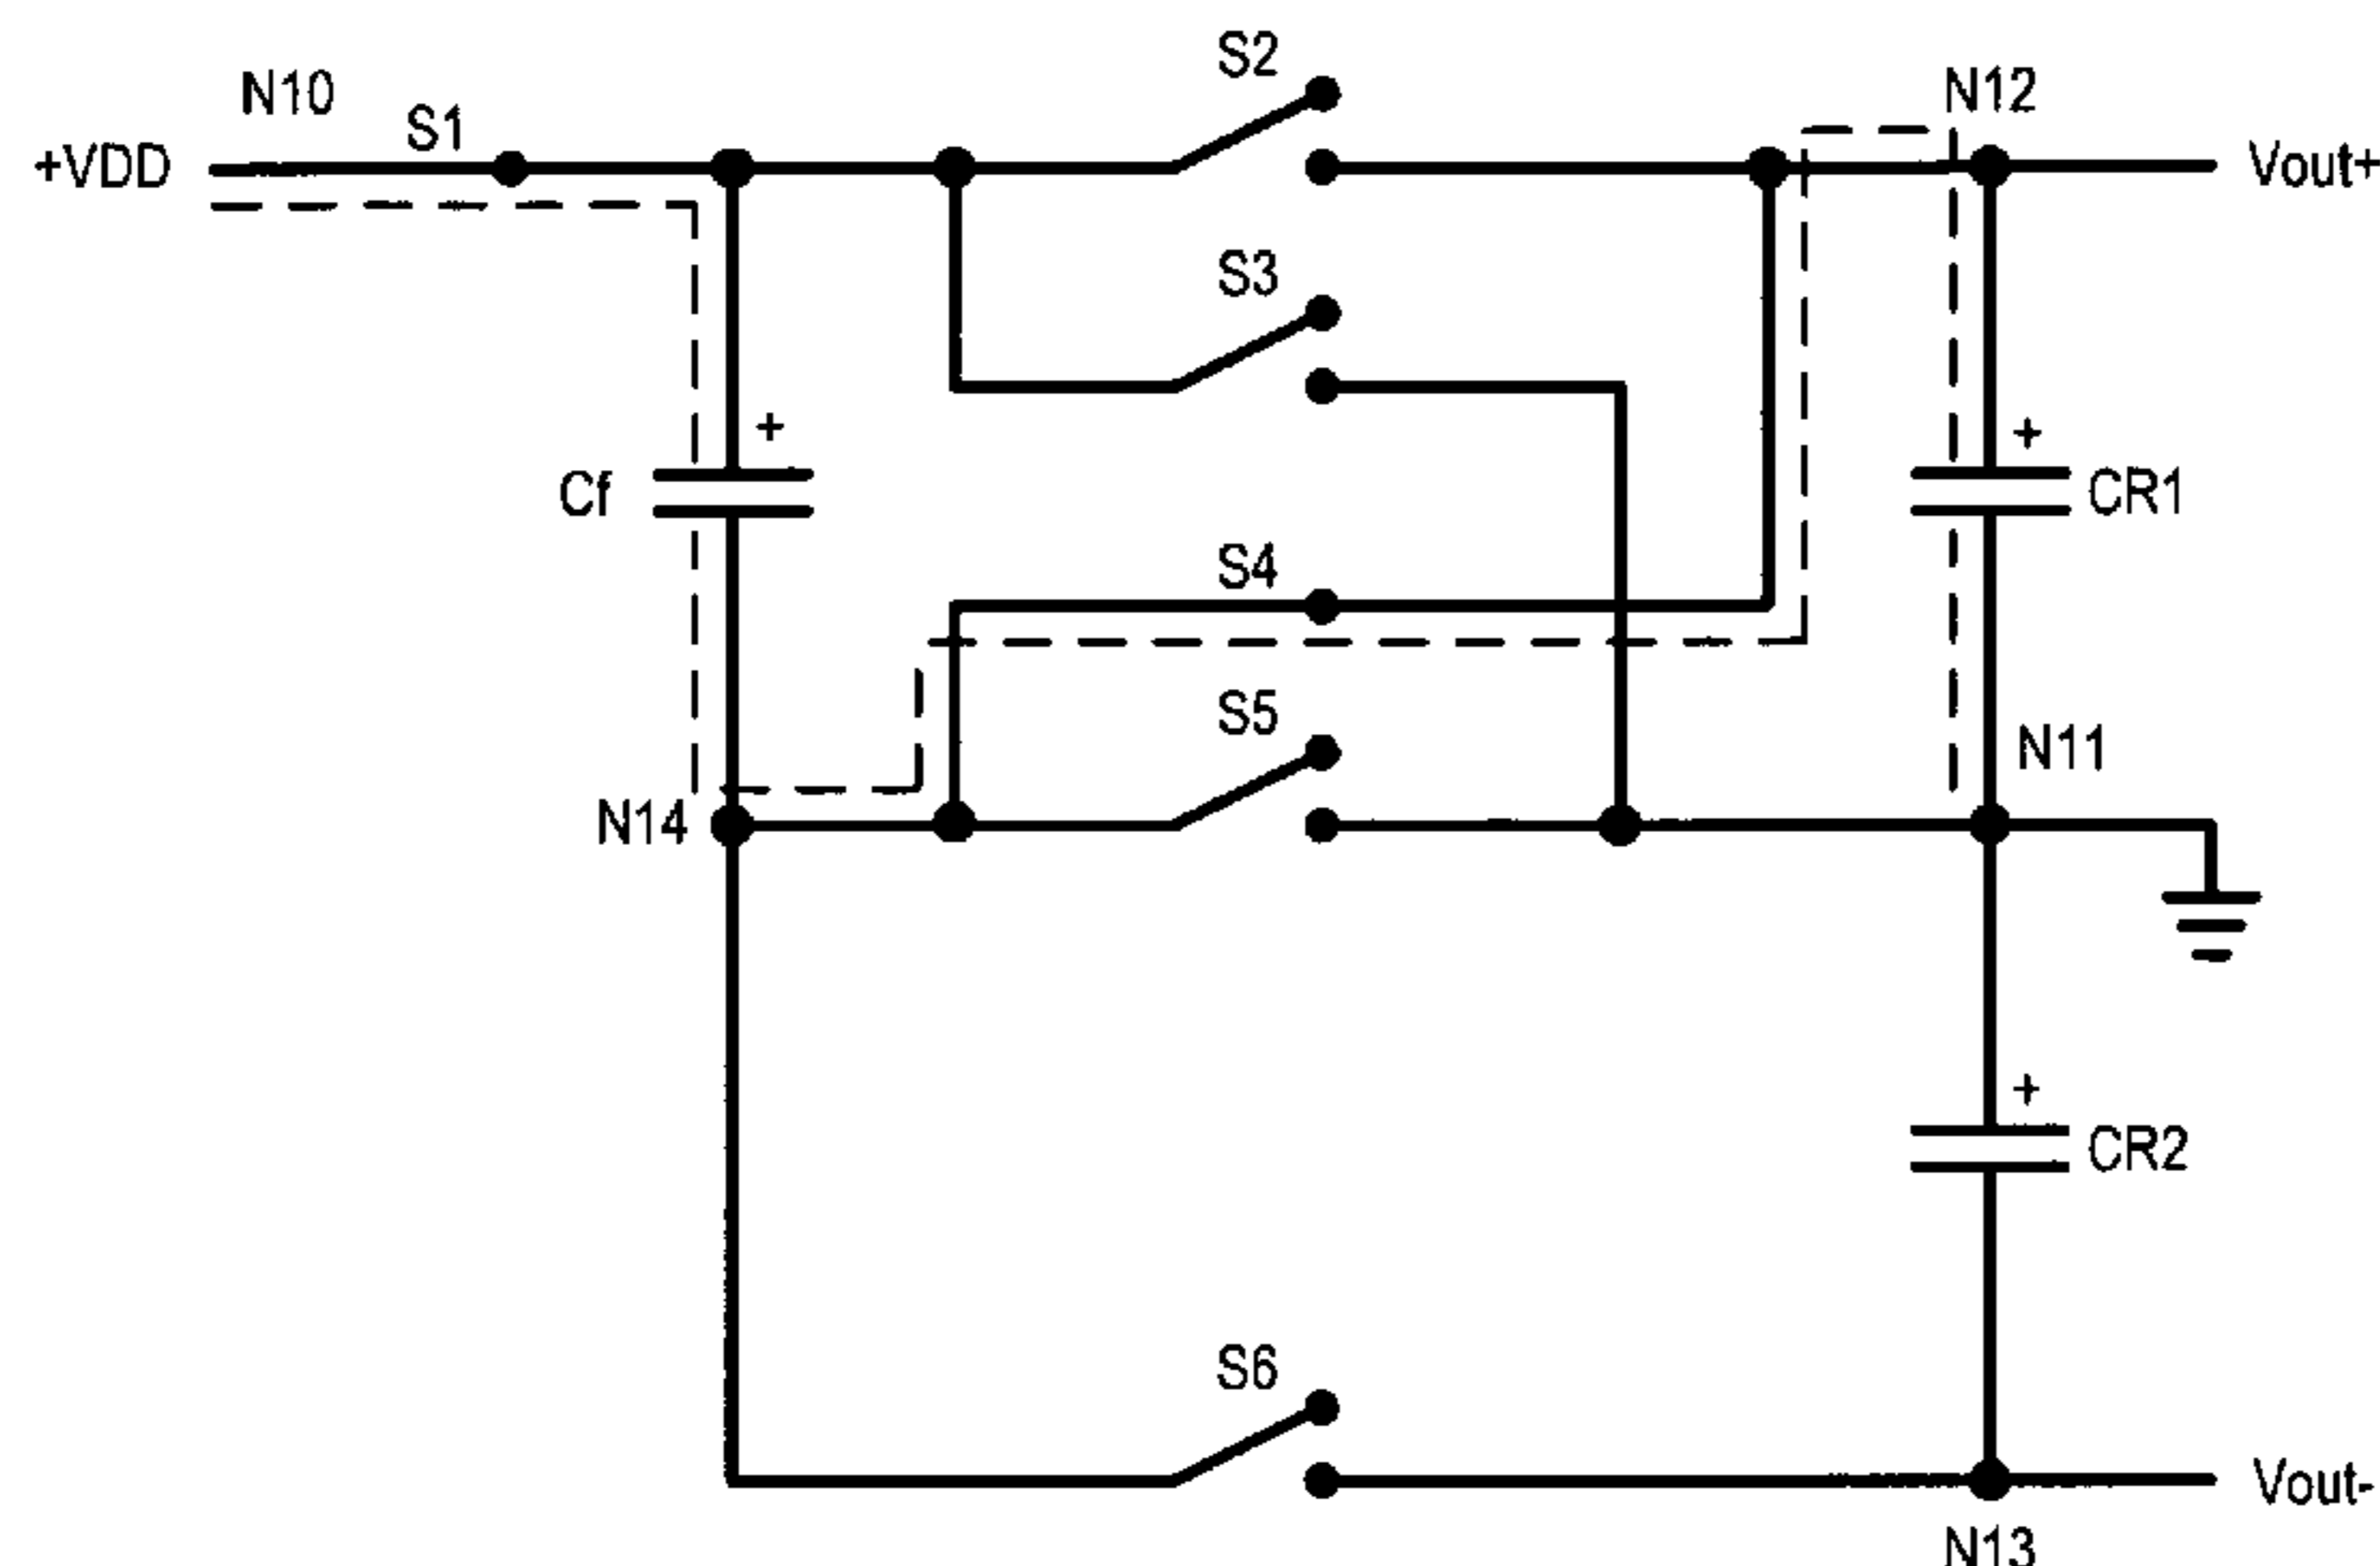 S2
N10
N12
S1
+VDD
Vout+
S3
+
+
Cf
CR1
S4
S5
N11
N14
+
CR2
S6
Vout-
N13